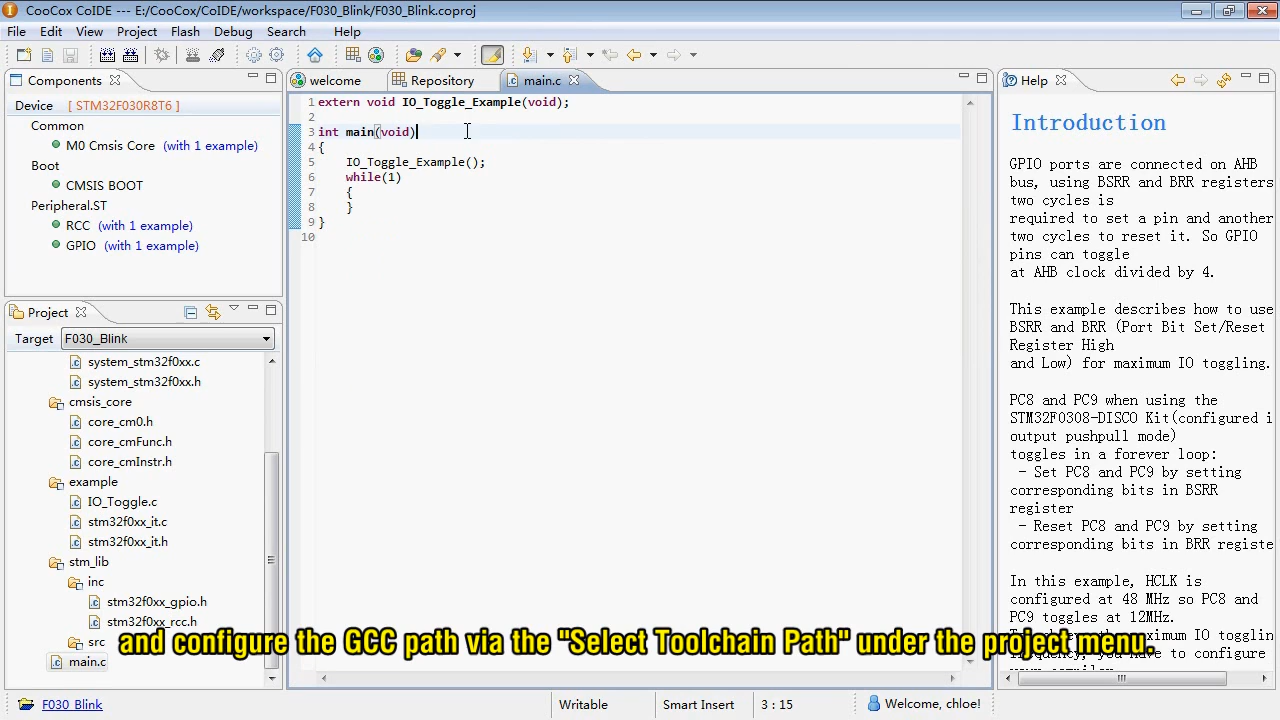 CooCox CoIDE --- E:/CooCox/CoIDE/workspace/F030_Blink/F030_Blink.coproj
File Edit View Project Flash Debug Search Help
Components
Device [ STM32F030R8T6 ]
Common
M0 Cmsis Core (with 1 example)
Boot
CMSIS BOOT
Peripheral.ST
RCC (with 1 example)
GPIO (with 1 example)
Project
Target F030_Blink
system_stm32f0xx.c
system_stm32f0xx.h
cmsis_core
core_cm0.h
core_cmFunc.h
core_cmInstr.h
example
IO_Toggle.c
stm32f0xx_it.c
stm32f0xx_it.h
stm_lib
inc
stm32f0xx_gpio.h
stm32f0xx_rcc.h
src
main.c
welcome Repository main.c
1 extern void IO_Toggle_Example(void);
2
3 int main(void)
4 {
5 IO_Toggle_Example();
6 while(1)
7 {
8 }
9 }
10
Help
Introduction
GPIO ports are connected on AHB
bus, using BSRR and BRR registers
two cycles is
required to set a pin and another
two cycles to reset it. So GPIO
pins can toggle
at AHB clock divided by 4.
This example describes how to use
BSRR and BRR (Port Bit Set/Reset
Register High
and Low) for maximum IO toggling.
PC8 and PC9 when using the
STM32F0308-DISCO Kit(configured i
output pushpull mode)
toggles in a forever loop:
- Set PC8 and PC9 by setting
corresponding bits in BSRR
register
- Reset PC8 and PC9 by setting
corresponding bits in BRR registe
In this example, HCLK is
configured at 48 MHz so PC8 and
PC9 toggles at 12MHz.
and configure the GCC path via the "Select Toolchain Path" under the project menu.
F030_Blink
Writable
Smart Insert
3 : 15
Welcome, chloe!